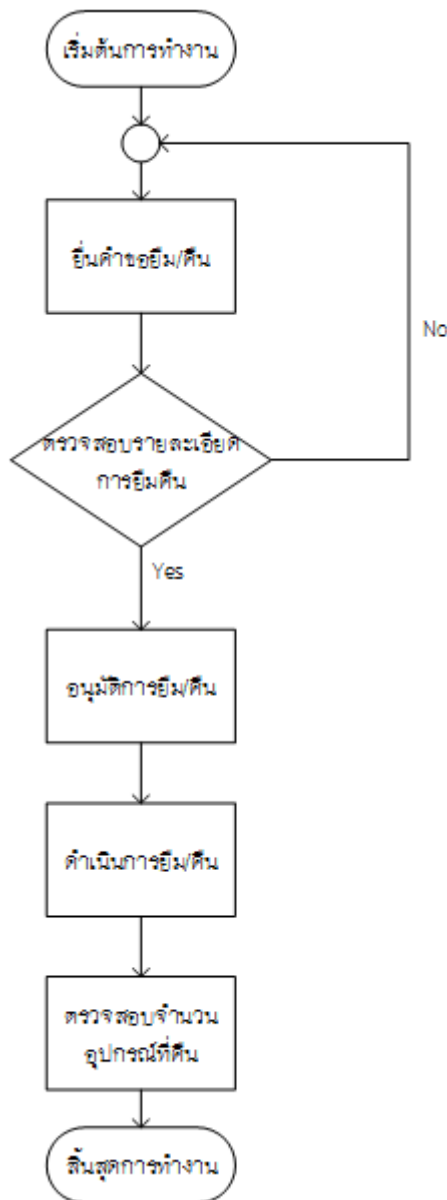 เริ่มต้นการทำงาน
ยื่นคำขอยืม/คืน
No
ตรวจสอบรายละเอียด
การยืมคืน
Yes
อนุมัติการยืม/คืน
ดำเนินการยืม/คืน
ตรวจสอบจำนวน
อุปกรณ์ที่คืน
สิ้นสุดการทำงาน